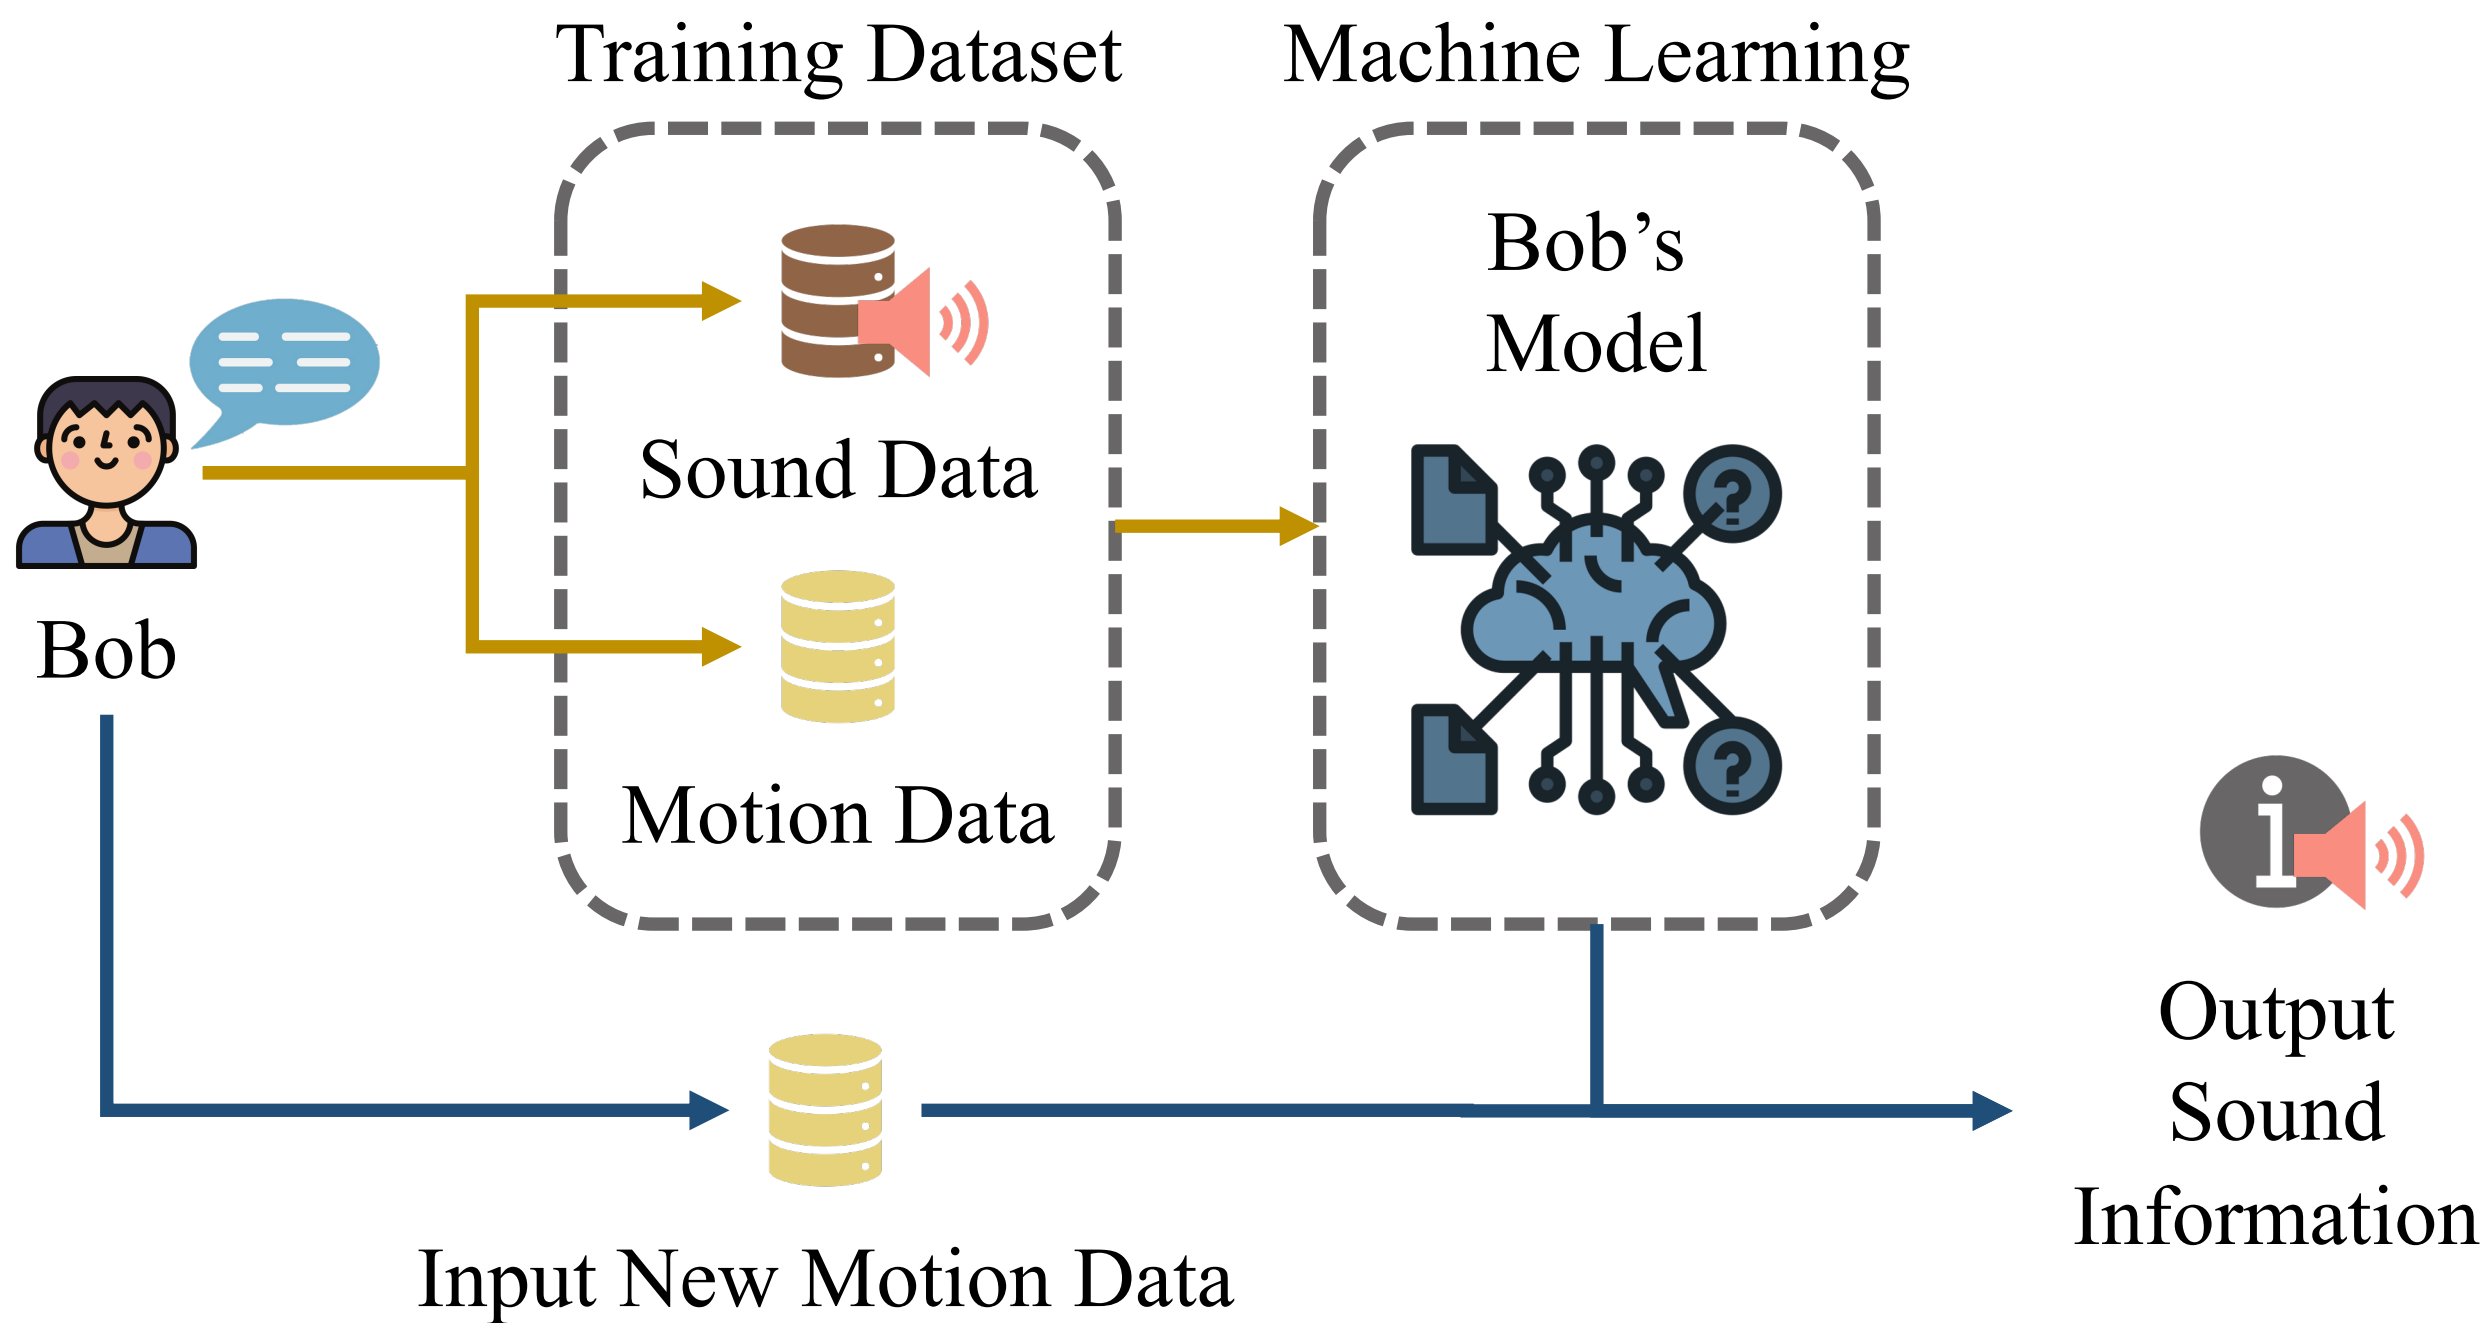 Training Dataset
Machine Learning
Bob’s
Model
Sound Data
Bob
Motion Data
Output
Sound
Information
Input New Motion Data